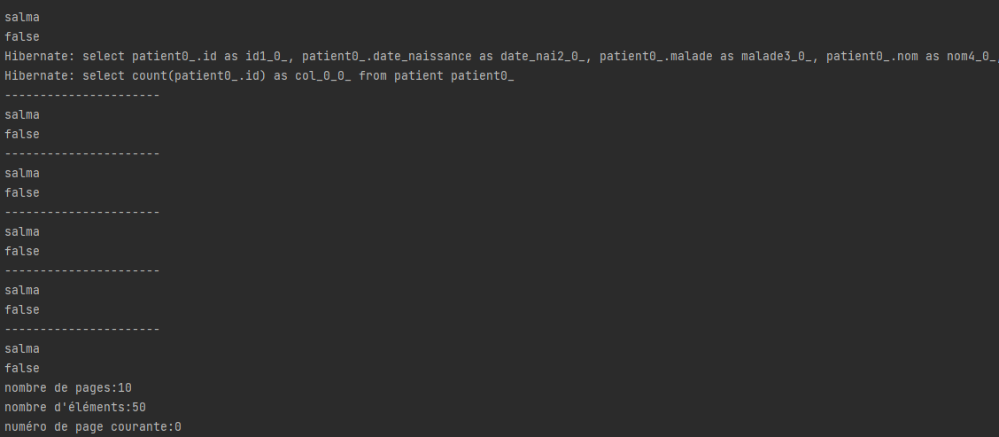 salma
false
Hibernate: select patient0_.id as id1_0_, patient0_.date_naissance as date_nai2_0_, patient0_.malade as malade3_0_, patient0_.nom as nom4_0_,
Hibernate: select count(patient0_.id) as col_0_0_ from patient patient0_
----------------------
salma
false
----------------------
salma
false
----------------------
salma
false
----------------------
salma
false
----------------------
salma
false
nombre de pages:10
nombre d'éléments:50
numéro de page courante:0